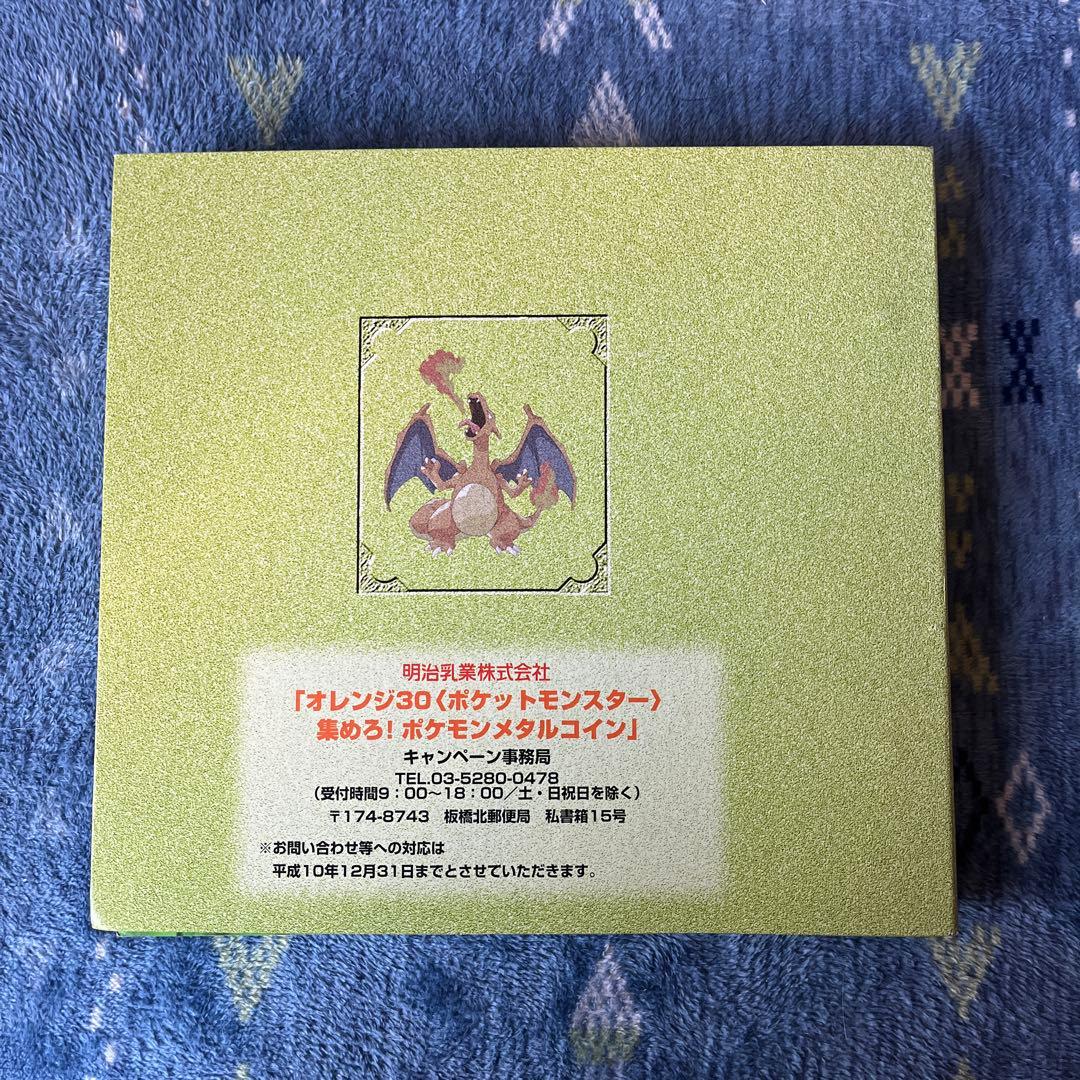 明治乳業株式会社
「オレンジ30〈ポケットモンスター〉
集めろ!ポケモンメタルコイン」
キャンペーン事務局
TEL.03-5280-0478
(受付時間9:00〜18:00/土・日祝日を除く)
〒174-8743 板橋北郵便局 私書箱15号
※お問い合わせ等への対応は
平成10年12月31日までとさせていただきます。